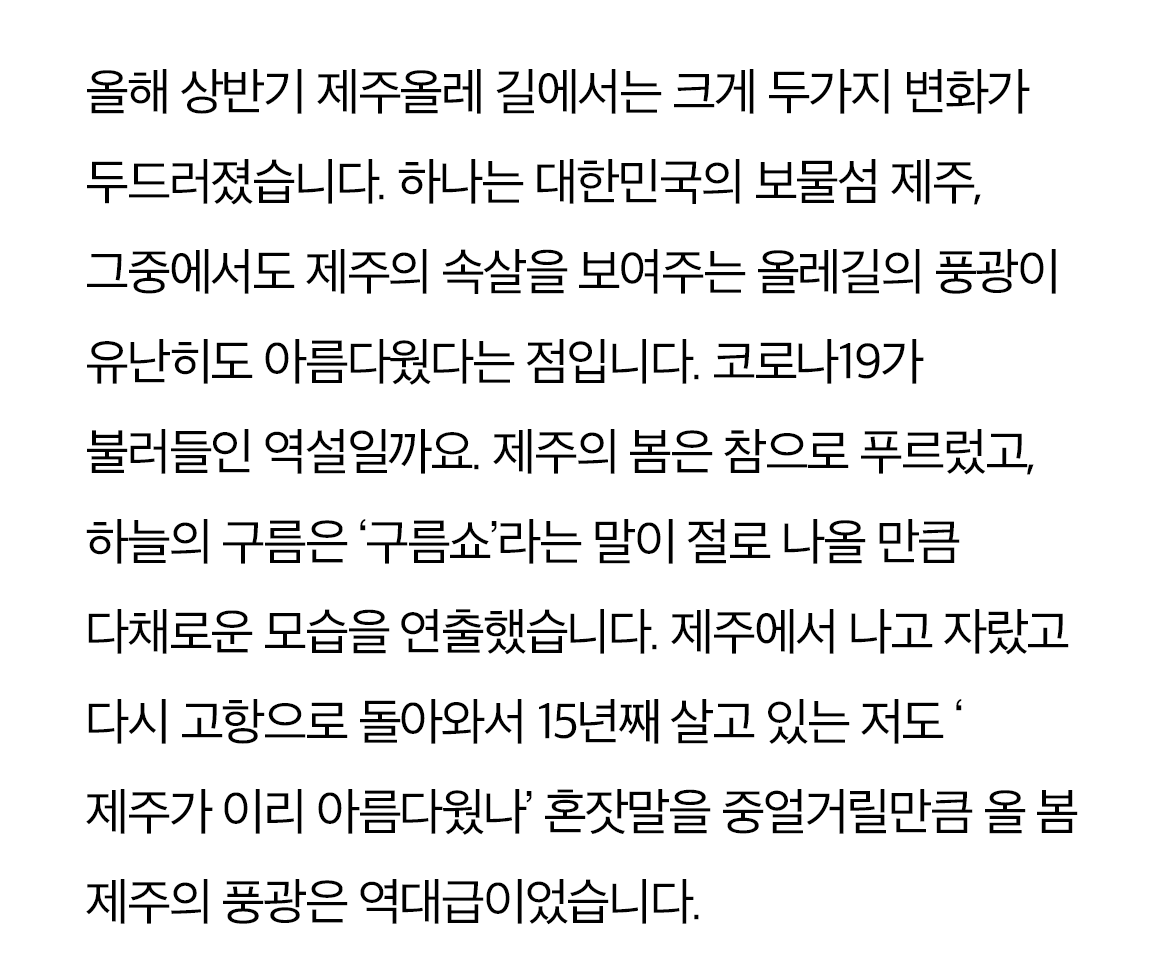 올해 상반기 제주올레 길에서는 크게 두가지 변화가
두드러졌습니다. 하나는 대한민국의 보물섬 제주,
그중에서도 제주의 속살을 보여주는 올레길의 풍광이
유난히도 아름다웠다는 점입니다. 코로나19가
불러들인 역설일까요. 제주의 봄은 참으로 푸르렀고,
하늘의 구름은 ‘구름쇼’라는 말이 절로 나올 만큼
다채로운 모습을 연출했습니다. 제주에서 나고 자랐고
다시 고항으로 돌아와서 15년째 살고 있는 저도 ‘
제주가 이리 아름다웠나’ 혼잣말을 중얼거릴만큼 올 봄
제주의 풍광은 역대급이었습니다.